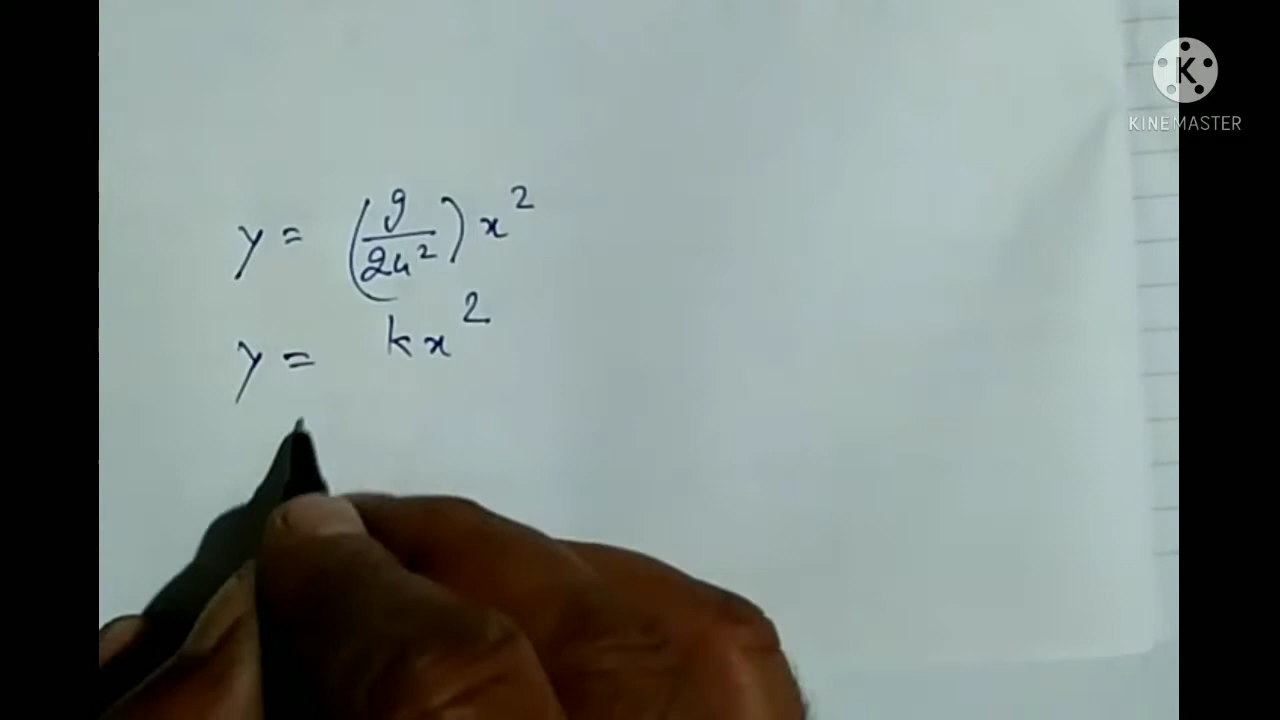 y = (g/2u²) x²
y = kx²
K
KINEMASTER